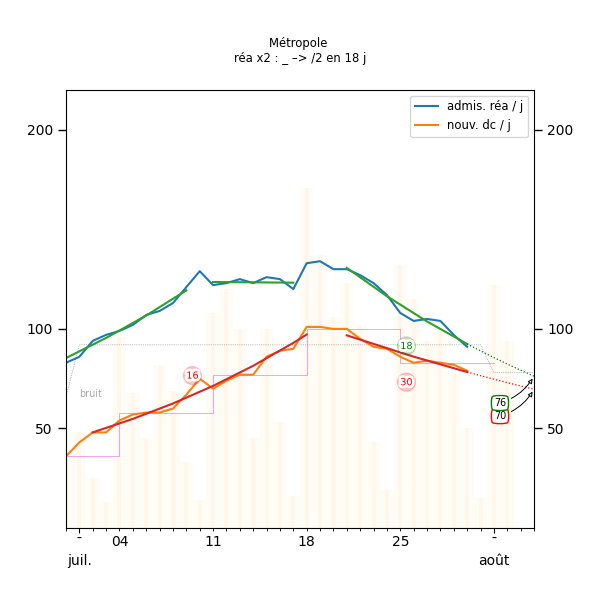 Métropole
réa x2 : _ –> /2 en 18 j
admis. réa / j
nouv. dc / j
200
200
100
100
50
50
bruit
16
18
30
76
70
-
04
11
18
25
-
juil.
août